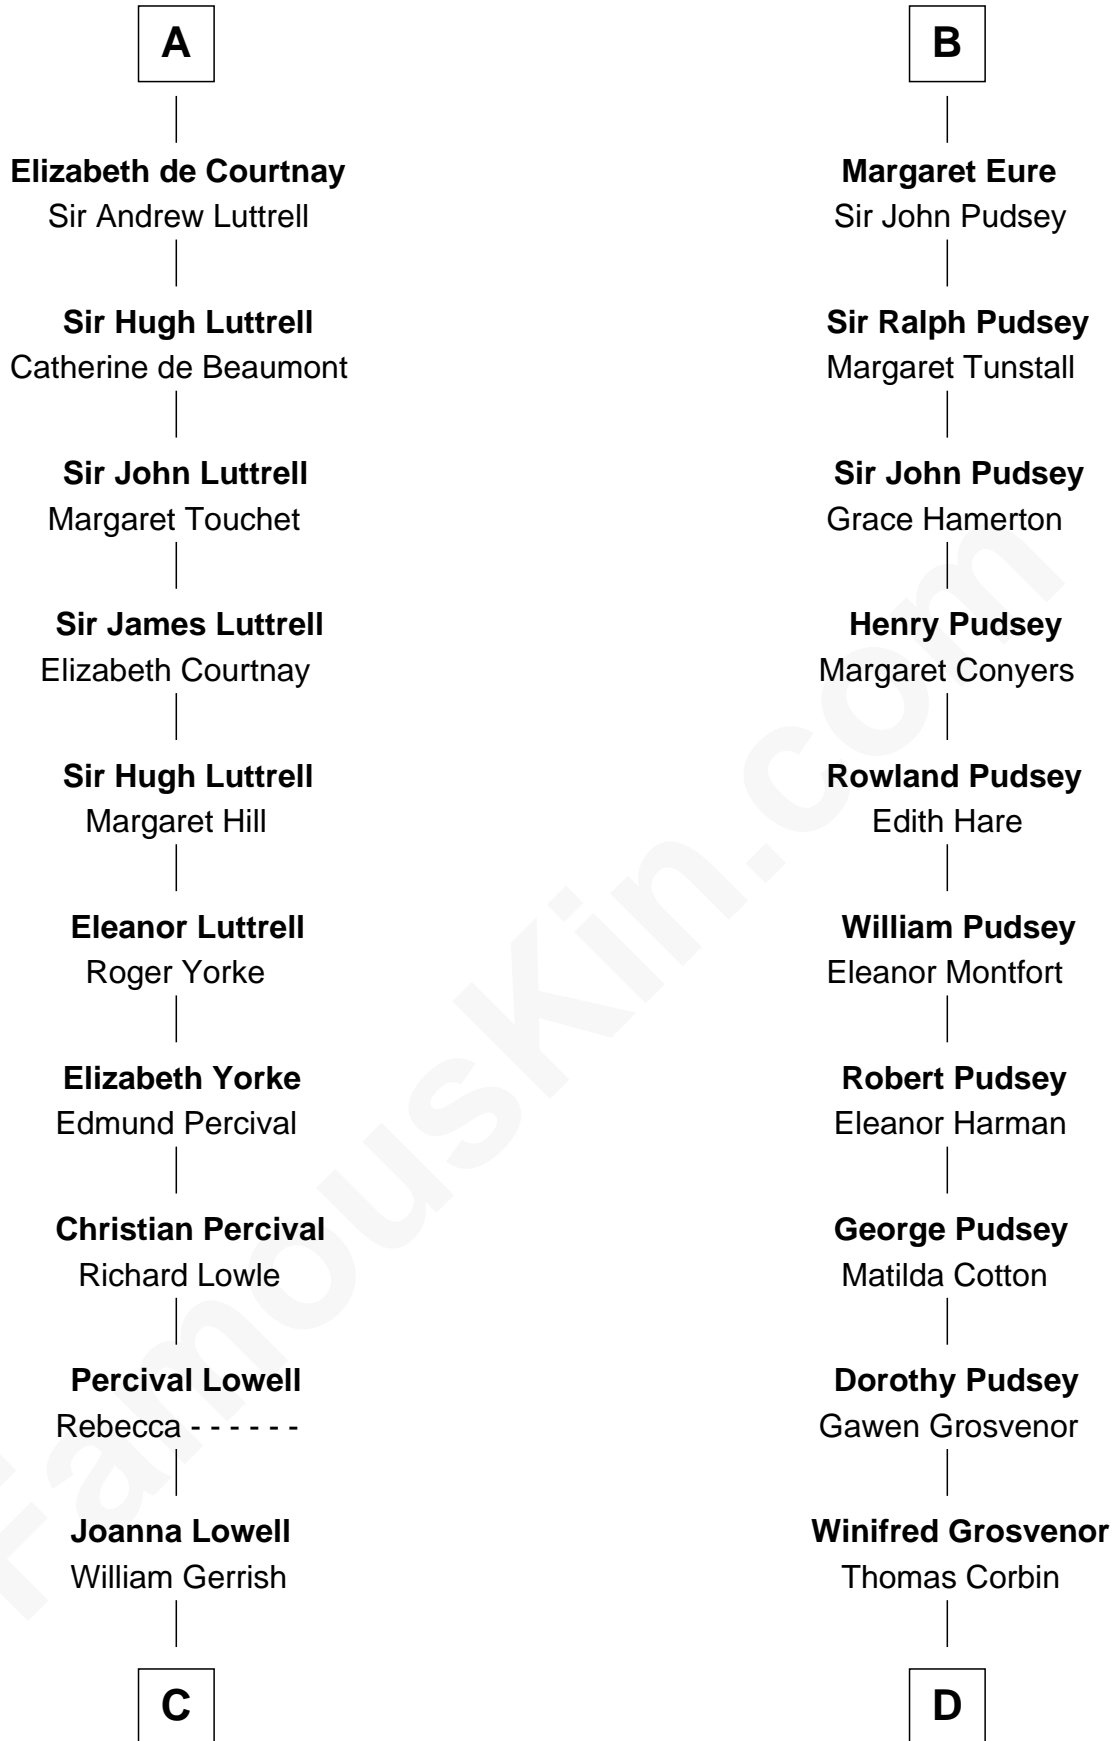 A
Elizabeth de Courtnay
Sir Andrew Luttrell
Sir Hugh Luttrell
Catherine de Beaumont
Sir John Luttrell
Margaret Touchet
Sir James Luttrell
Elizabeth Courtnay
Sir Hugh Luttrell
Margaret Hill
Eleanor Luttrell
Roger Yorke
Elizabeth Yorke
Edmund Percival
Christian Percival
Richard Lowle
Percival Lowell
Rebecca - - - - - -
Joanna Lowell
William Gerrish
C
B
Margaret Eure
Sir John Pudsey
Sir Ralph Pudsey
Margaret Tunstall
Sir John Pudsey
Grace Hamerton
Henry Pudsey
Margaret Conyers
Rowland Pudsey
Edith Hare
William Pudsey
Eleanor Montfort
Robert Pudsey
Eleanor Harman
George Pudsey
Matilda Cotton
Dorothy Pudsey
Gawen Grosvenor
Winifred Grosvenor
Thomas Corbin
D
FamousKin.com